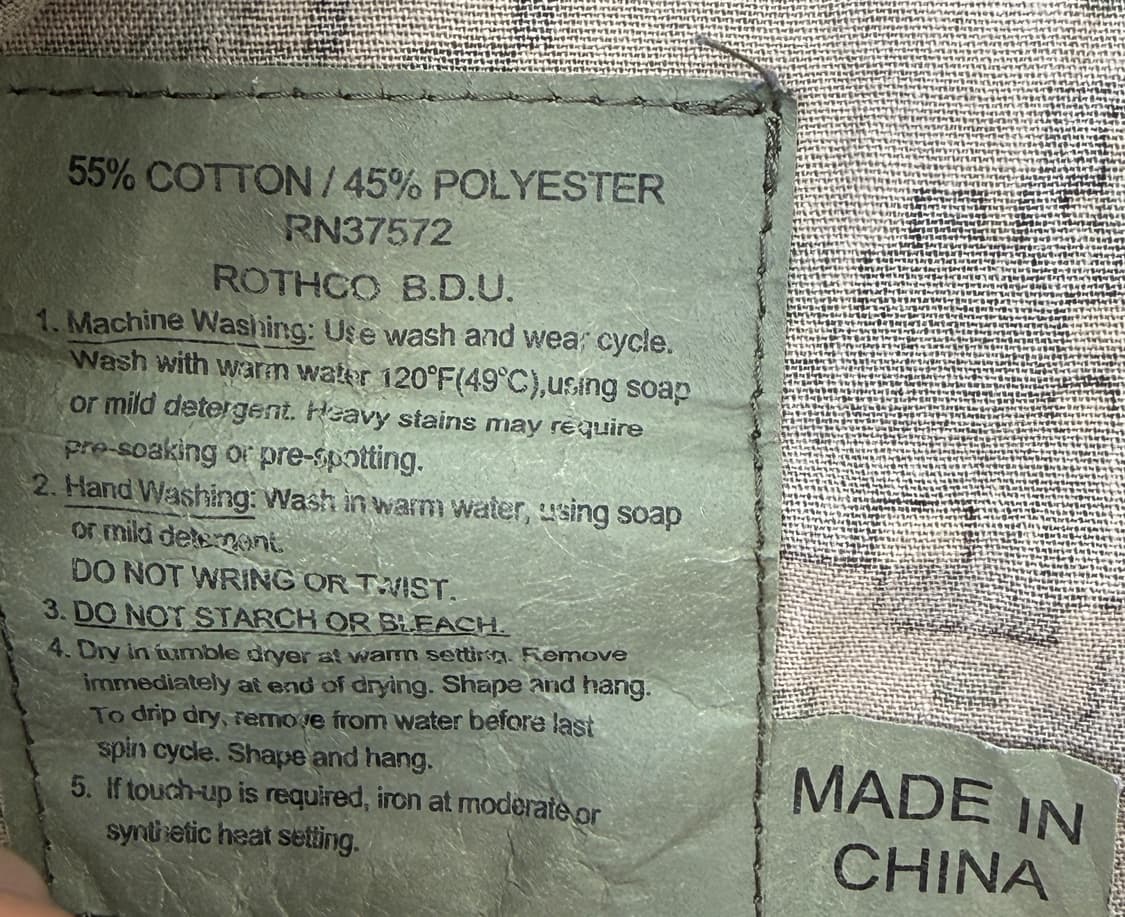 55% COTTON / 45% POLYESTER
RN37572
ROTHCO B.D.U.
1. Machine Washing: Use wash and wear cycle.
Wash with warm water 120°F(49°C),using soap
or mild detergent. Heavy stains may require
pre-soaking or pre-spotting.
2. Hand Washing: Wash in warm water, using soap
or mild detergent.
DO NOT WRING OR TWIST.
3. DO NOT STARCH OR BLEACH.
4. Dry in tumble dryer at warm setting. Remove
immediately at end of drying. Shape and hang.
To drip dry, remove from water before last
spin cycle. Shape and hang.
5. If touch-up is required, iron at moderate or
synthetic heat setting.
MADE IN
CHINA